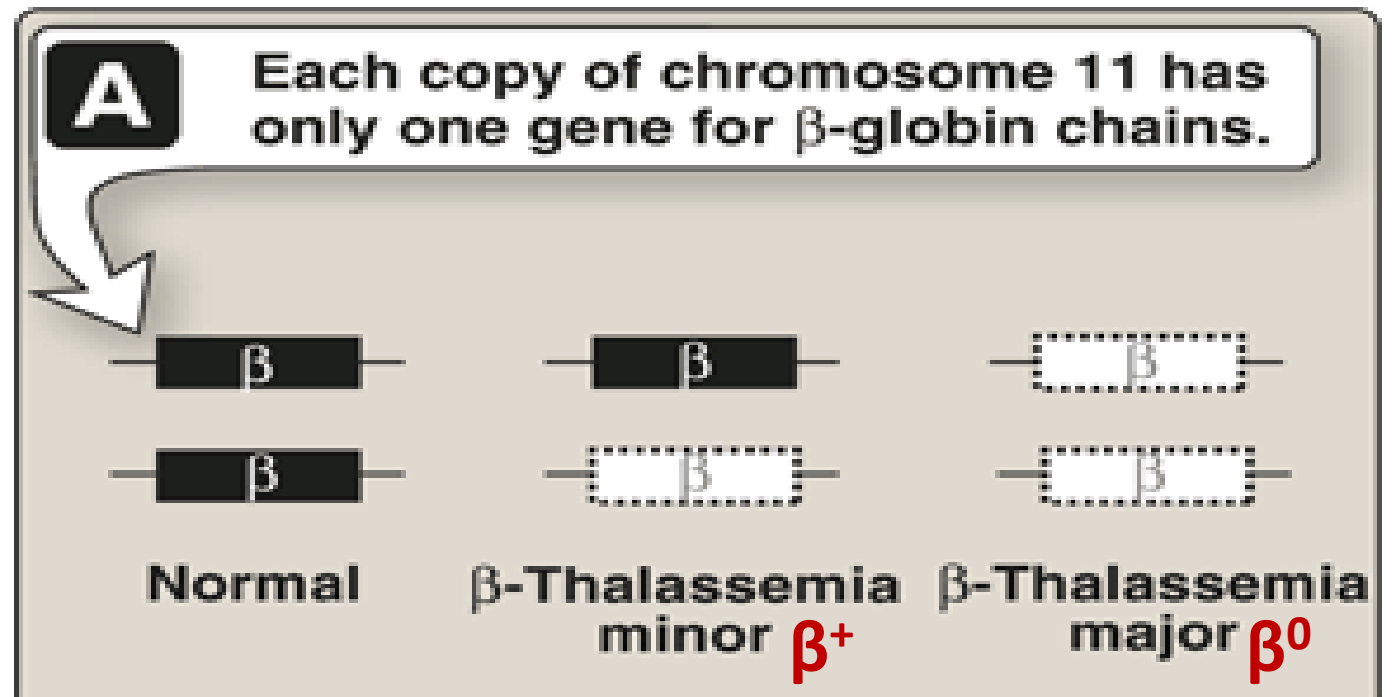 A
Each copy of chromosome 11 has
only one gene for β-globin chains.
β β β
β β β
Normal
β-Thalassemia
minor β⁺
β-Thalassemia
major β⁰